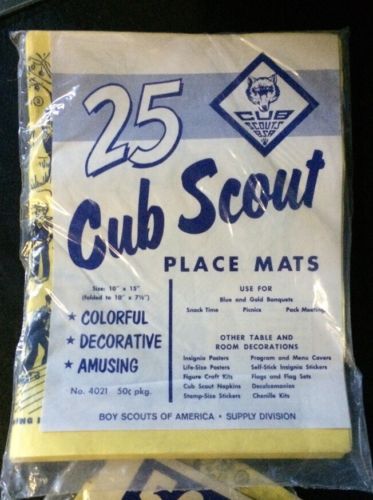 25
CUB
SCOUTS
BSA
Cub Scout
PLACE MATS
Size: 10" x 15"
(folded to 10" x 7½")
★ COLORFUL
★ DECORATIVE
★ AMUSING
No. 4021 50¢ pkg.
USE FOR
Blue and Gold Banquets
Snack Time Picnics Pack Meetings
OTHER TABLE AND
ROOM DECORATIONS
Insignia Posters Program and Menu Covers
Life-Size Posters Self-Stick Insignia Stickers
Figure Craft Kits Flags and Flag Sets
Cub Scout Napkins Decalcomanias
Stamp-Size Stickers Chenille Kits
BOY SCOUTS OF AMERICA • SUPPLY DIVISION